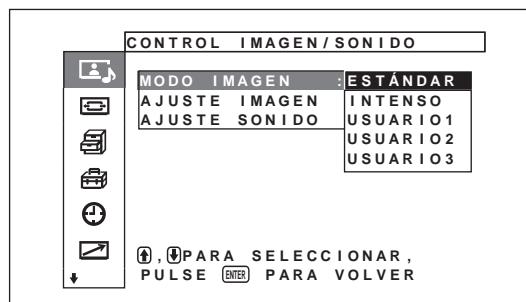 CONTROL IMAGEN/SONIDO
MODO IMAGEN : ESTÁNDAR
AJUSTE IMAGEN INTENSO
AJUSTE SONIDO USUARIO1
USUARIO2
USUARIO3
, PARA SELECCIONAR,
PULSE ENTER PARA VOLVER